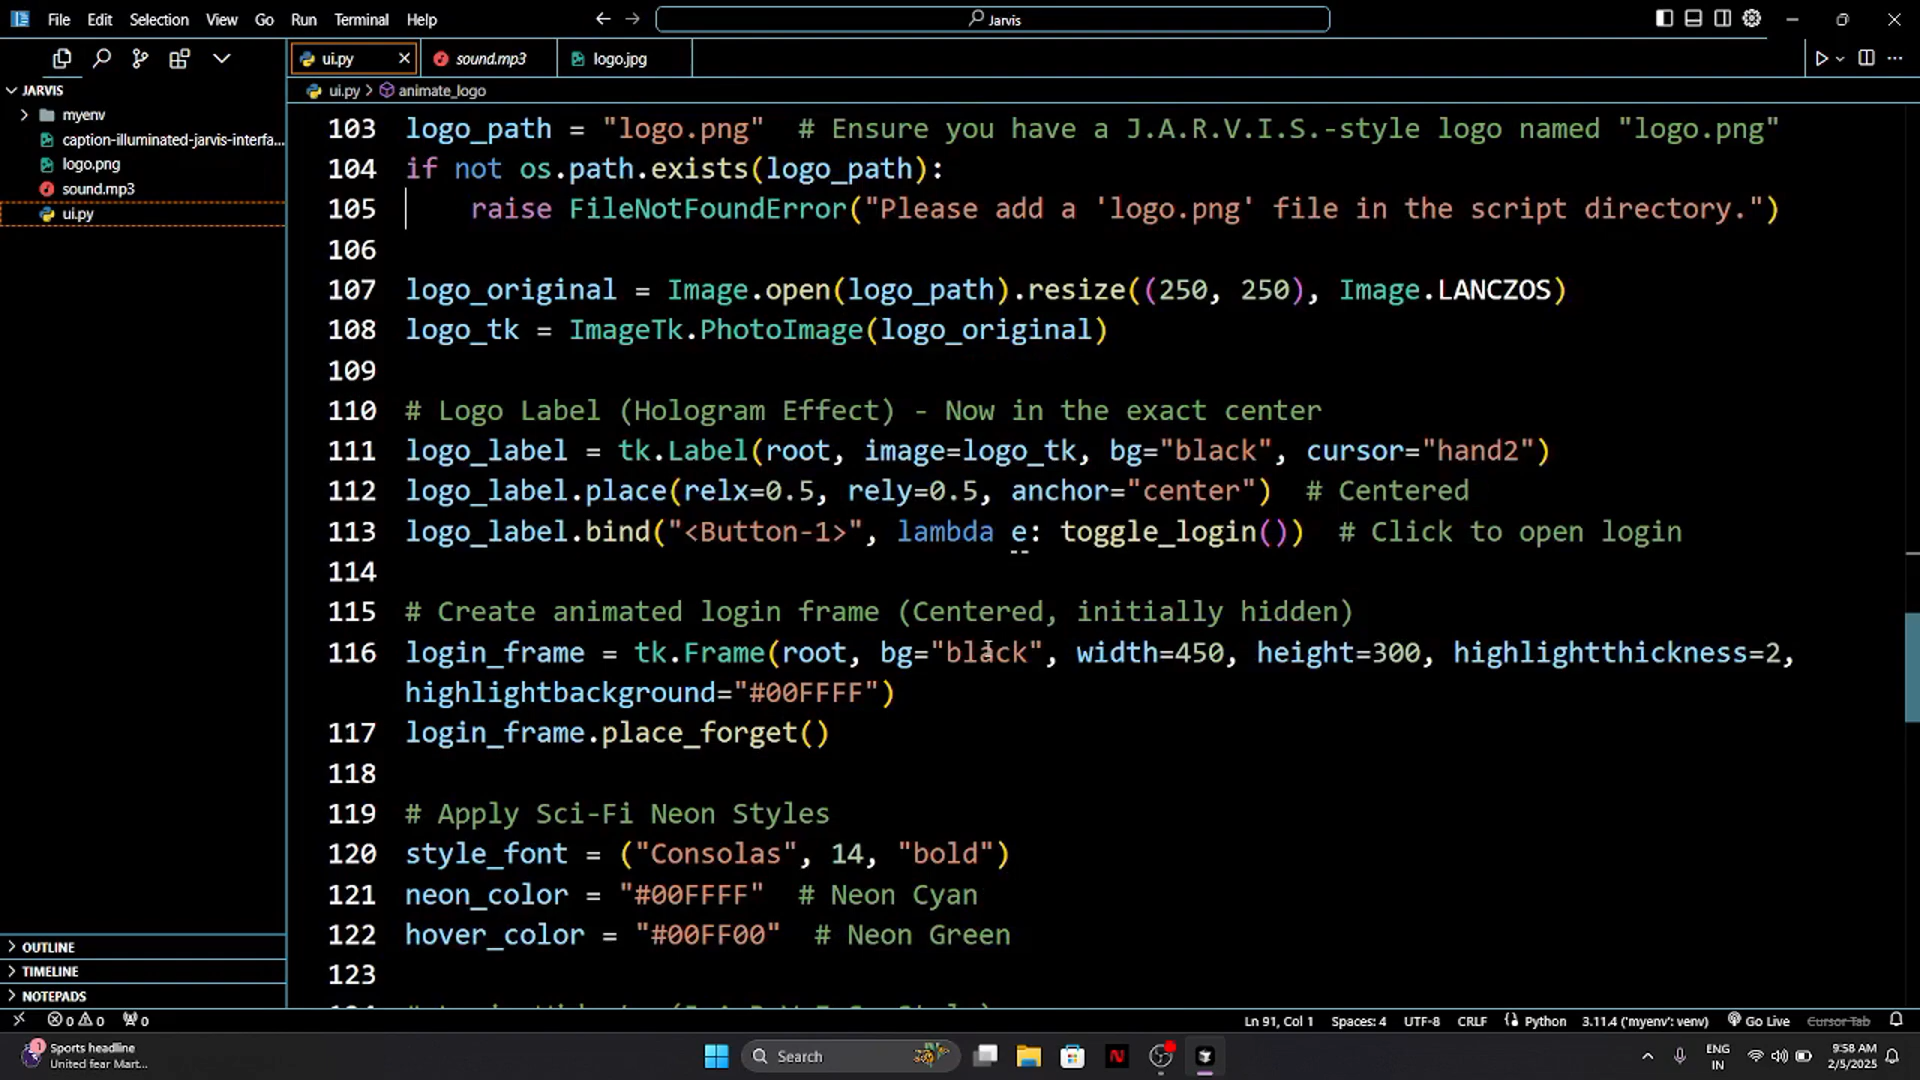 File Edit Selection View Go Run Terminal Help
Jarvis
ui.py
sound.mp3
logo.jpg
JARVIS
myenv
caption-illuminated-jarvis-interfa...
logo.png
sound.mp3
ui.py
ui.py > animate_logo
103 logo_path = "logo.png"  # Ensure you have a J.A.R.V.I.S.-style logo named "logo.png"
104 if not os.path.exists(logo_path):
105     raise FileNotFoundError("Please add a 'logo.png' file in the script directory.")
106
107 logo_original = Image.open(logo_path).resize((250, 250), Image.LANCZOS)
108 logo_tk = ImageTk.PhotoImage(logo_original)
109
110 # Logo Label (Hologram Effect) - Now in the exact center
111 logo_label = tk.Label(root, image=logo_tk, bg="black", cursor="hand2")
112 logo_label.place(relx=0.5, rely=0.5, anchor="center")  # Centered
113 logo_label.bind("<Button-1>", lambda e: toggle_login())  # Click to open login
114
115 # Create animated login frame (Centered, initially hidden)
116 login_frame = tk.Frame(root, bg="black", width=450, height=300, highlightthickness=2,
highlightbackground="#00FFFF")
117 login_frame.place_forget()
118
119 # Apply Sci-Fi Neon Styles
120 style_font = ("Consolas", 14, "bold")
121 neon_color = "#00FFFF"  # Neon Cyan
122 hover_color = "#00FF00"  # Neon Green
123
OUTLINE
TIMELINE
NOTEPADS
0 0 0
Ln 91, Col 1 Spaces: 4 UTF-8 CRLF Python 3.11.4 ('myenv': venv) Go Live Cursor Tab
Sports headline
United fear Mart...
Search
ENG
IN
9:58 AM
2/5/2025